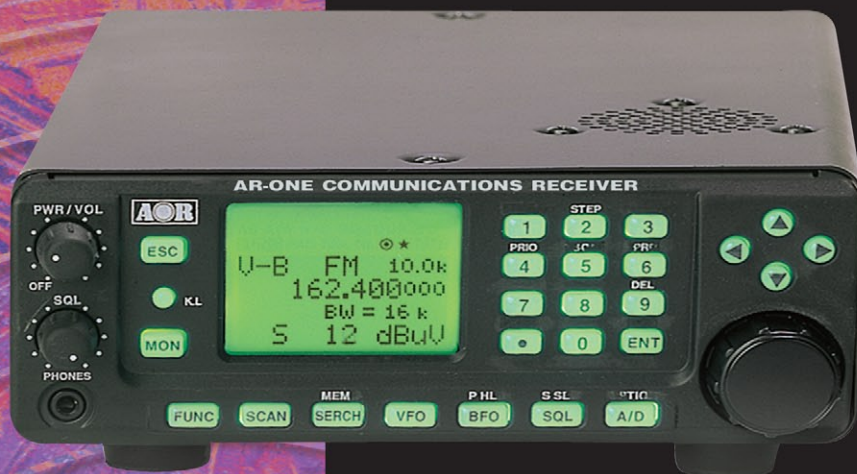 AR-ONE COMMUNICATIONS RECEIVER
PWR / VOL
AOR
OFF
ESC
K.L
SQL
MON
PHONES
V-B FM 10.0k
162.400000
BW = 16 k
S 12 dBuV
STEP
1 2 3
PRIO
4 5 6
DEL
7 8 9
0 ENT
MEM
P HL
S SL
FUNC SCAN SERCH VFO BFO SQL A/D